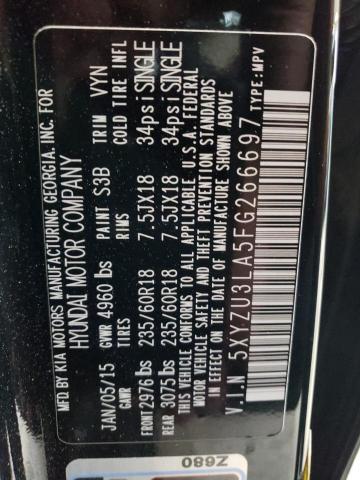 MFD. BY KIA MOTORS MANUFACTURING GEORGIA, INC. FOR
HYUNDAI MOTOR COMPANY
JAN/05/15 GVWR 4960 lbs PAINT S3B TRIM VYN
GAWR TIRES RIMS COLD TIRE INFL
FRONT 2976 lbs 235/60R18 7.5JX18 34psi SINGLE
REAR 3075 lbs 235/60R18 7.5JX18 34psi SINGLE
THIS VEHICLE CONFORMS TO ALL APPLICABLE U.S.A. FEDERAL
MOTOR VEHICLE SAFETY AND THEFT PREVENTION STANDARDS
IN EFFECT ON THE DATE OF MANUFACTURE SHOWN ABOVE
V.I.N 5XYZU3LA5FG266697 TYPE:MPV
Z680